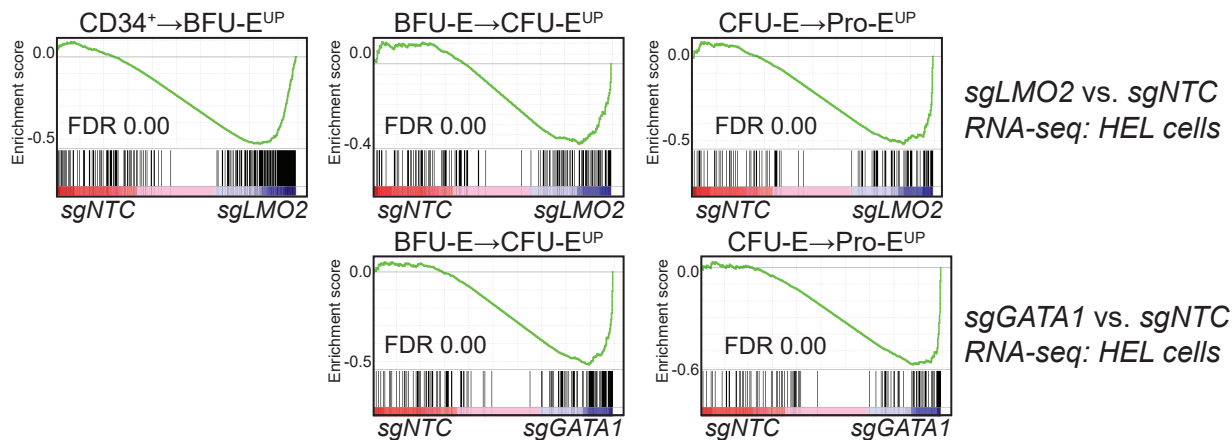 CD34⁺→BFU-Eᵁᴾ
Enrichment score
0.0
-0.5
FDR 0.00
sgNTC sgLMO2
BFU-E→CFU-Eᵁᴾ
Enrichment score
0.0
-0.4
FDR 0.00
sgNTC sgLMO2
CFU-E→Pro-Eᵁᴾ
Enrichment score
0.0
-0.5
FDR 0.00
sgNTC sgLMO2
sgLMO2 vs. sgNTC
RNA-seq: HEL cells
BFU-E→CFU-Eᵁᴾ
Enrichment score
0.0
-0.5
FDR 0.00
sgNTC sgGATA1
CFU-E→Pro-Eᵁᴾ
Enrichment score
0.0
-0.6
FDR 0.00
sgNTC sgGATA1
sgGATA1 vs. sgNTC
RNA-seq: HEL cells